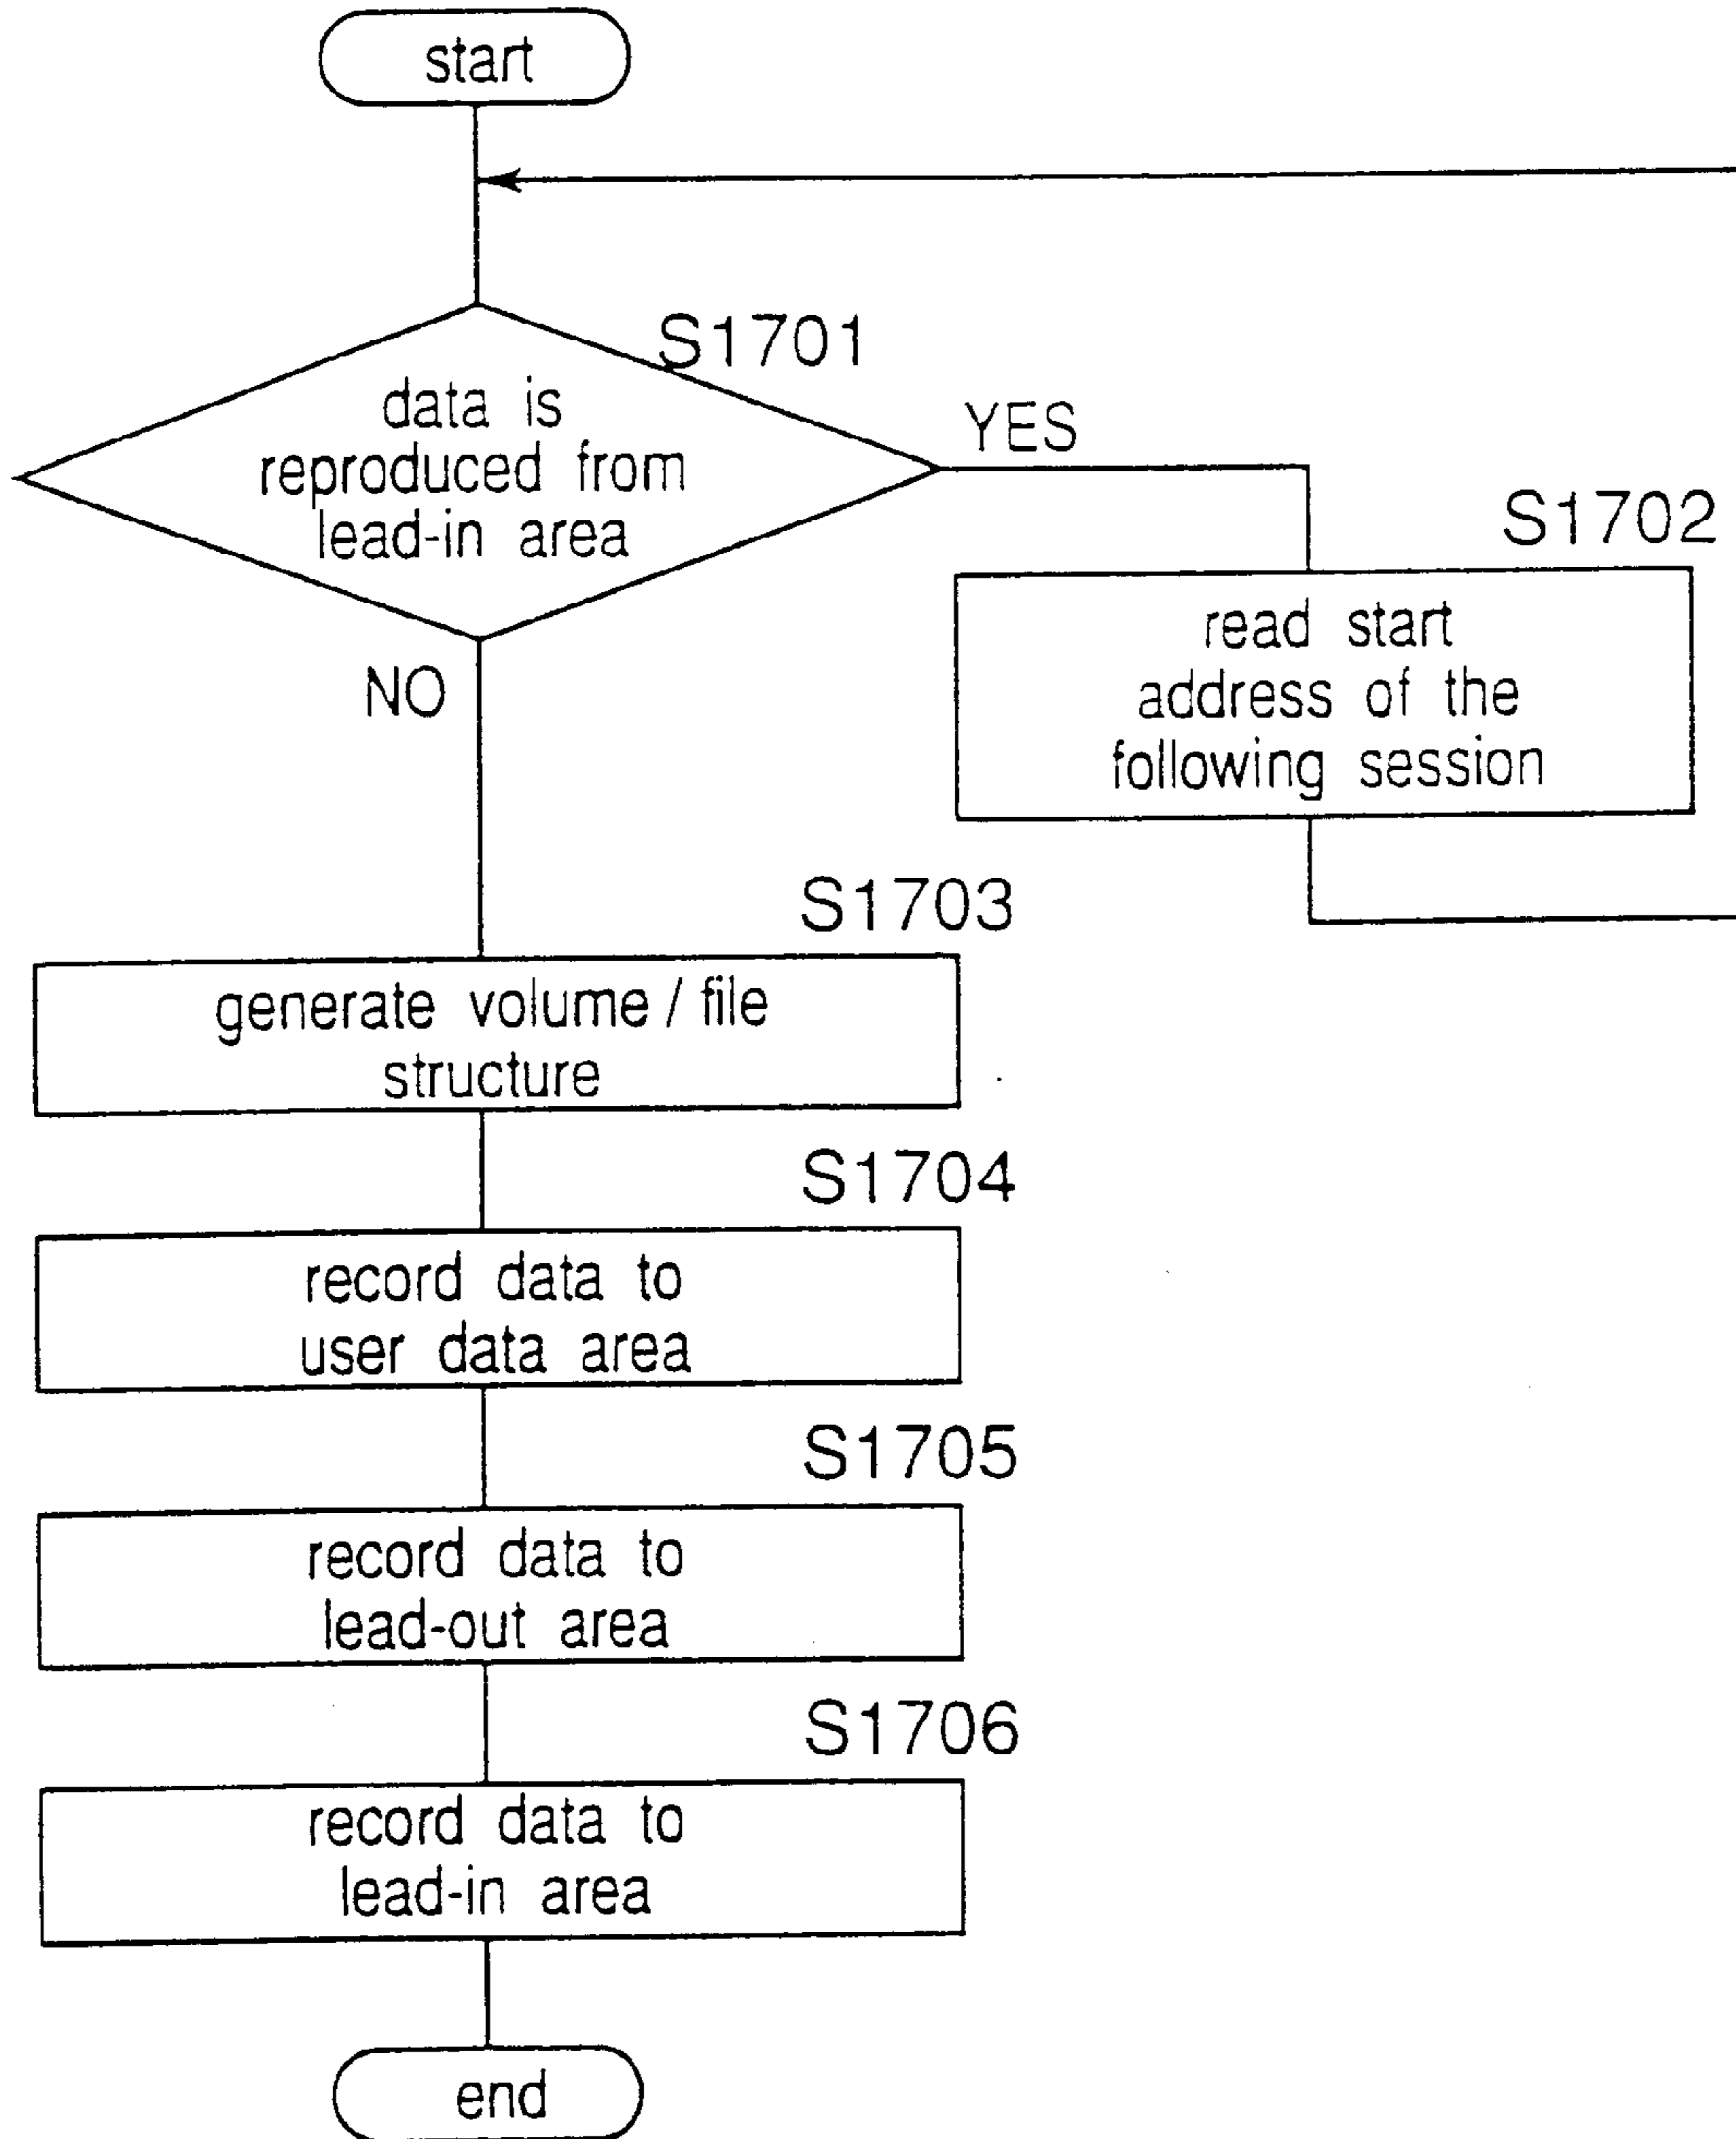 start
S1701
data is
reproduced from
lead-in area
YES
NO
S1702
read start
address of the
following session
S1703
generate volume / file
structure
S1704
record data to
user data area
S1705
record data to
lead-out area
S1706
record data to
lead-in area
end